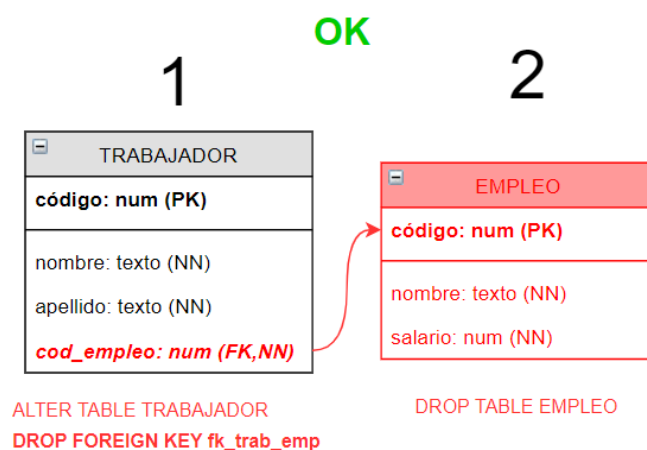 OK
1
2
TRABAJADOR
código: num (PK)
nombre: texto (NN)
apellido: texto (NN)
cod_empleo: num (FK,NN)
EMPLEO
código: num (PK)
nombre: texto (NN)
salario: num (NN)
ALTER TABLE TRABAJADOR
DROP FOREIGN KEY fk_trab_emp
DROP TABLE EMPLEO